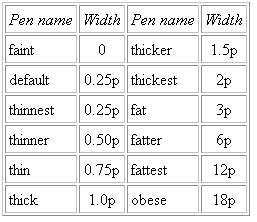 Pen name Width Pen name Width
faint 0 thicker 1.5p
default 0.25p thickest 2p
thinnest 0.25p fat 3p
thinner 0.50p fatter 6p
thin 0.75p fattest 12p
thick 1.0p obese 18p